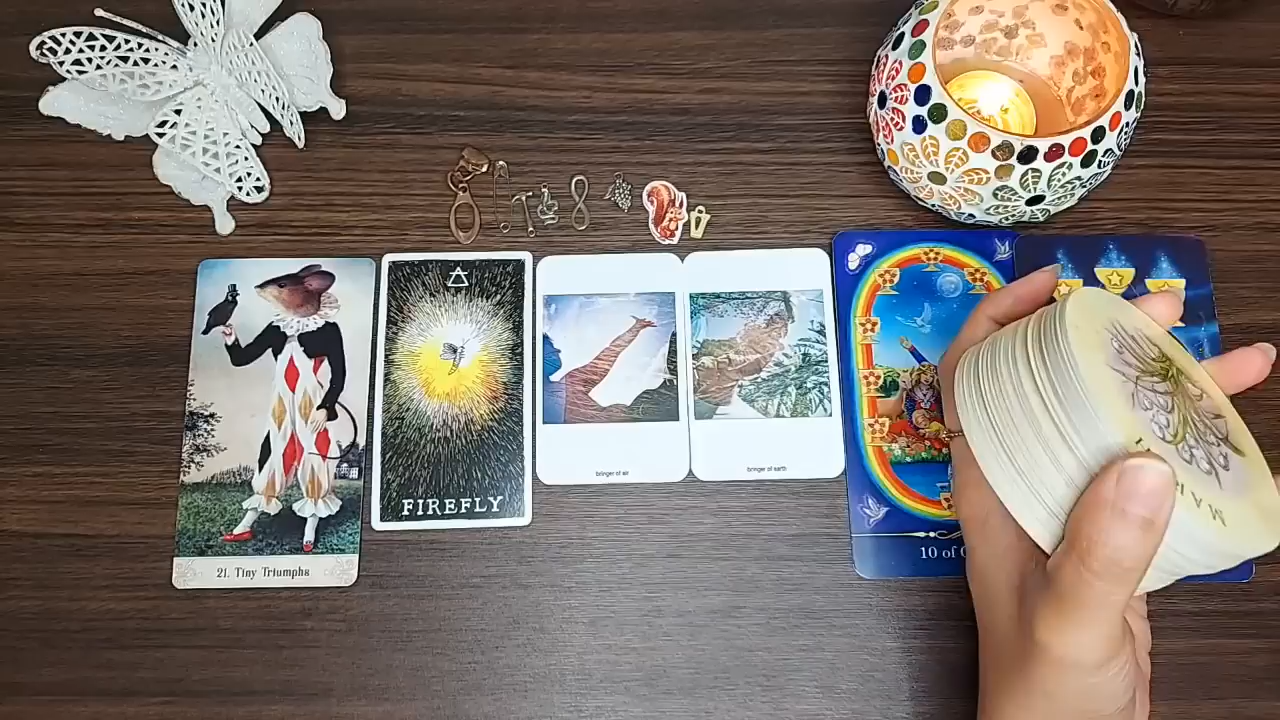 21. Tiny Triumphs
FIREFLY
bringer of air
bringer of earth
10 of